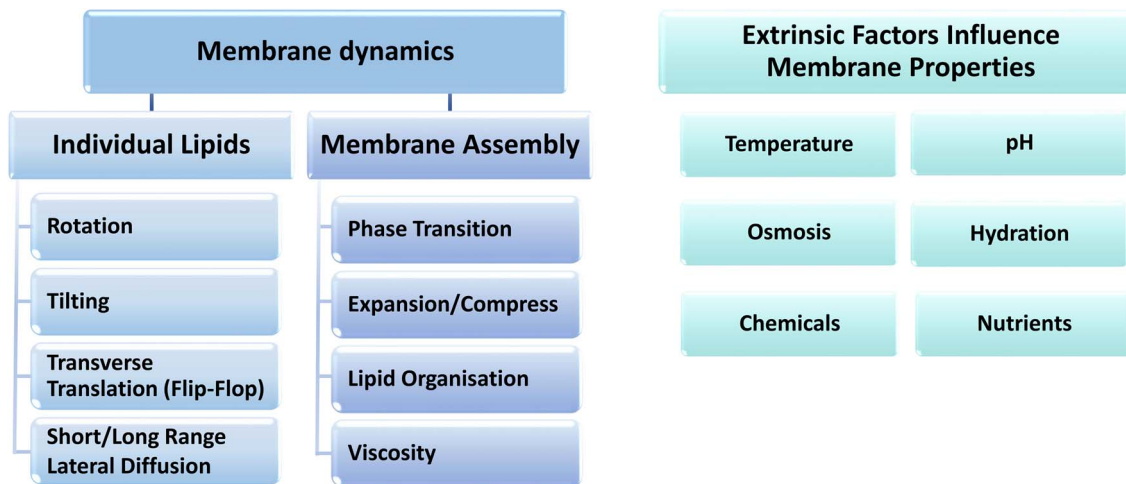 Membrane dynamics
Individual Lipids
Rotation
Tilting
Transverse
Translation (Flip-Flop)
Short/Long Range
Lateral Diffusion
Membrane Assembly
Phase Transition
Expansion/Compress
Lipid Organisation
Viscosity
Extrinsic Factors Influence
Membrane Properties
Temperature
pH
Osmosis
Hydration
Chemicals
Nutrients